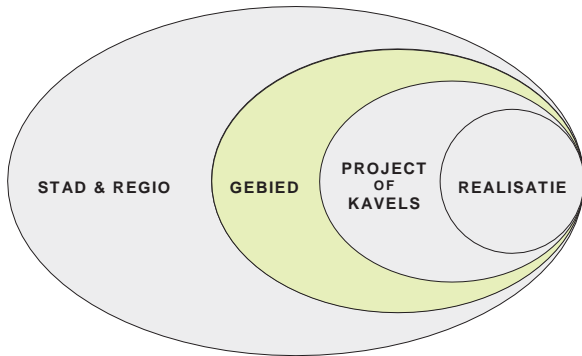 STAD & REGIO
GEBIED
PROJECT
OF
KAVELS
REALISATIE